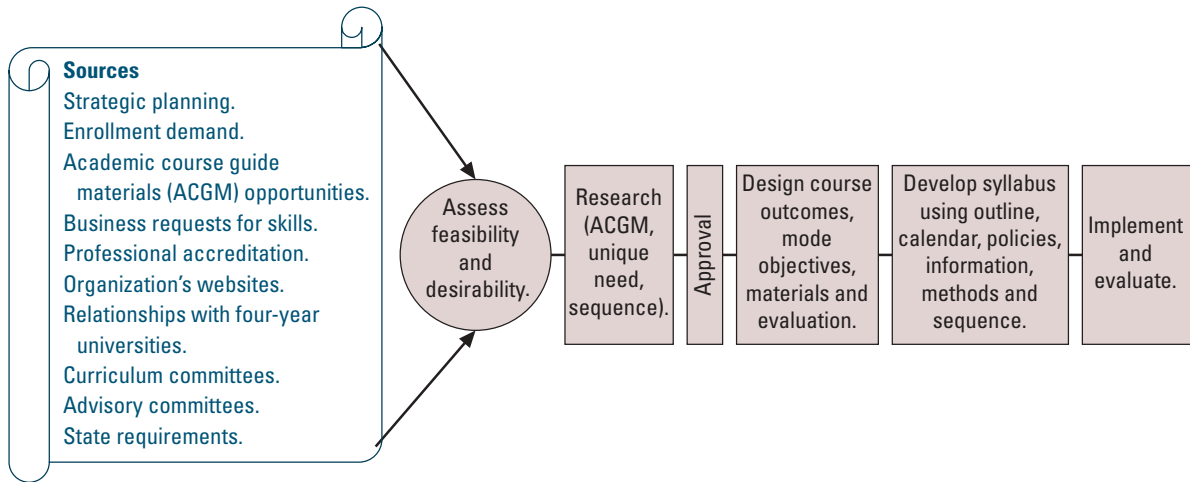 Sources
Strategic planning.
Enrollment demand.
Academic course guide
materials (ACGM) opportunities.
Business requests for skills.
Professional accreditation.
Organization's websites.
Relationships with four-year
universities.
Curriculum committees.
Advisory committees.
State requirements.
Assess
feasibility
and
desirability.
Research
(ACGM,
unique
need,
sequence).
Approval
Design course
outcomes,
mode
objectives,
materials and
evaluation.
Develop syllabus
using outline,
calendar, policies,
information,
methods and
sequence.
Implement
and
evaluate.